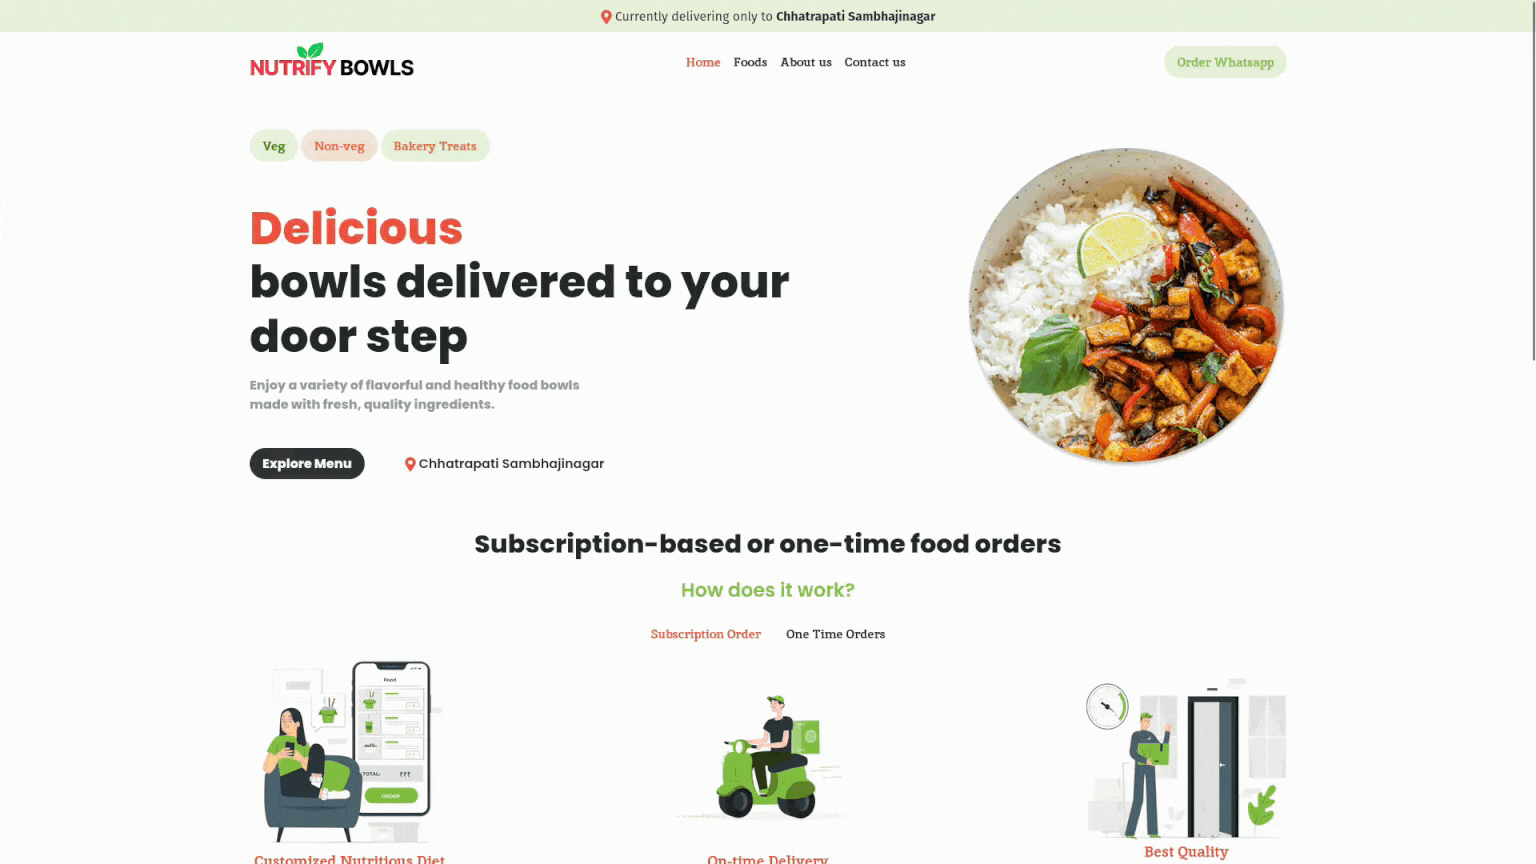 Currently delivering only to Chhatrapati Sambhajinagar
NUTRIFY BOWLS
Home Foods About us Contact us
Order Whatsapp
Veg Non-veg Bakery Treats
Delicious
bowls delivered to your
door step
Enjoy a variety of flavorful and healthy food bowls
made with fresh, quality ingredients.
Explore Menu
Chhatrapati Sambhajinagar
Subscription-based or one-time food orders
How does it work?
Subscription Order One Time Orders
Food
TOTAL: ₹₹₹
ORDER
Customized Nutritious Diet
On-time Delivery
Best Quality